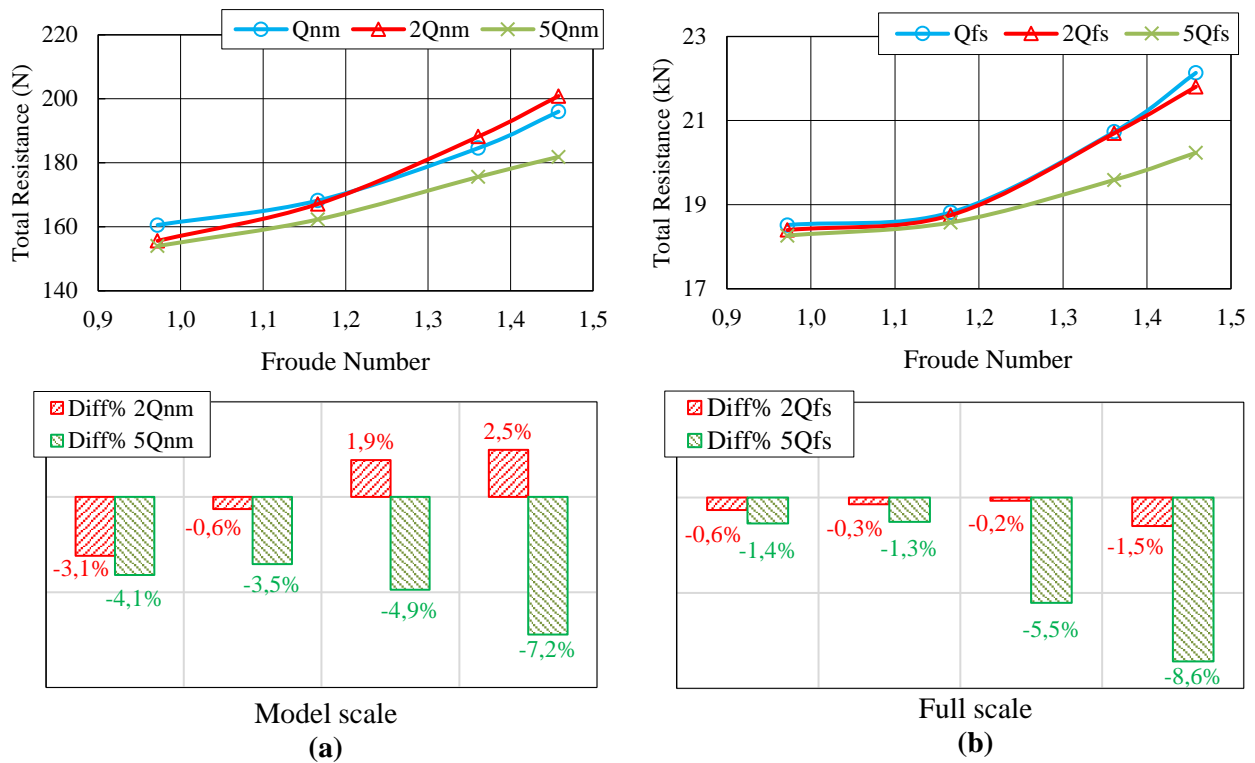 220
200
180
160
140
Total Resistance (N)
Qnm 2Qnm 5Qnm
0,9 1,0 1,1 1,2 1,3 1,4 1,5
Froude Number
Diff% 2Qnm
Diff% 5Qnm
-3,1%
-4,1%
-0,6%
-3,5%
1,9%
-4,9%
2,5%
-7,2%
Model scale
(a)
23
21
19
17
Total Resistance (kN)
Qfs 2Qfs 5Qfs
0,9 1,0 1,1 1,2 1,3 1,4 1,5
Froude Number
Diff% 2Qfs
Diff% 5Qfs
-0,6%
-1,4%
-0,3%
-1,3%
-0,2%
-5,5%
-1,5%
-8,6%
Full scale
(b)